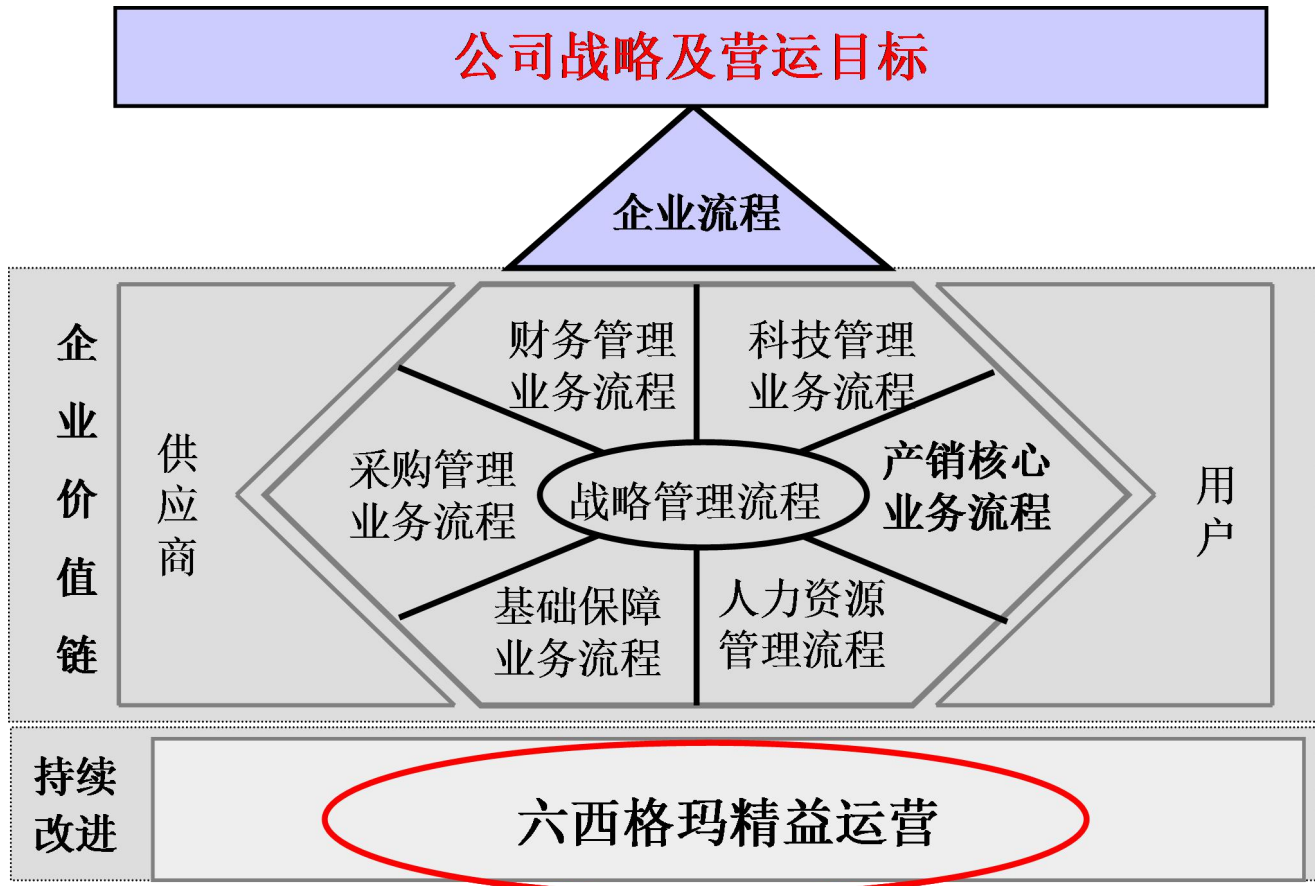 公司战略及营运目标
企业流程
企业价值链
供应商
财务管理
业务流程
科技管理
业务流程
采购管理
业务流程
战略管理流程
产销核心
业务流程
基础保障
业务流程
人力资源
管理流程
用户
持续
改进
六西格玛精益运营